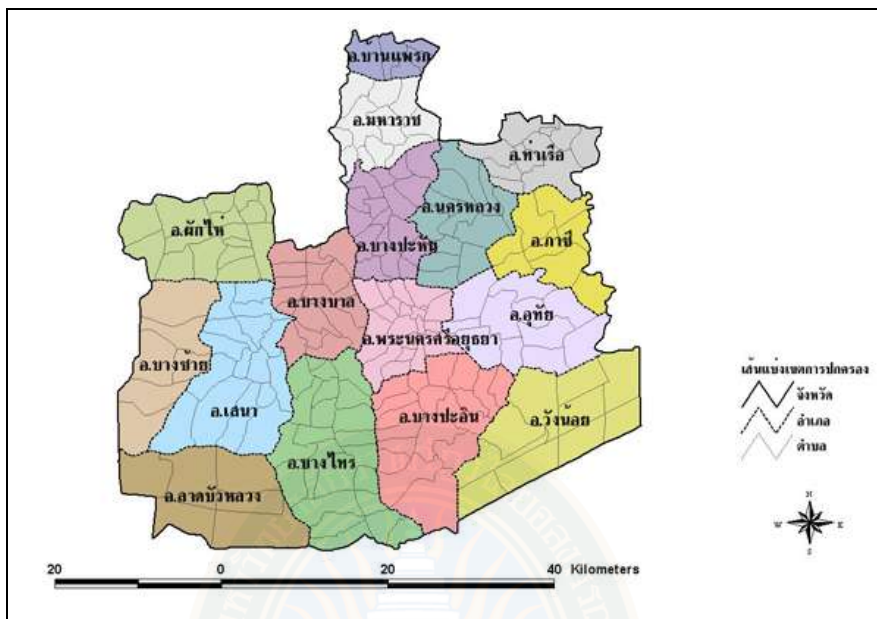 อ.บ้านแพรก
อ.มหาราช
อ.ท่าเรือ
อ.นครหลวง
อ.ผักไห่
อ.บางปะหัน
อ.ภาชี
อ.บางบาล
อ.อุทัย
อ.พระนครศรีอยุธยา
อ.บางซ้าย
อ.เสนา
อ.บางปะอิน
อ.วังน้อย
อ.บางไทร
อ.ลาดบัวหลวง
เส้นแบ่งเขตการปกครอง
จังหวัด
อำเภอ
ตำบล
N
W E
S
20 0 20 40 Kilometers